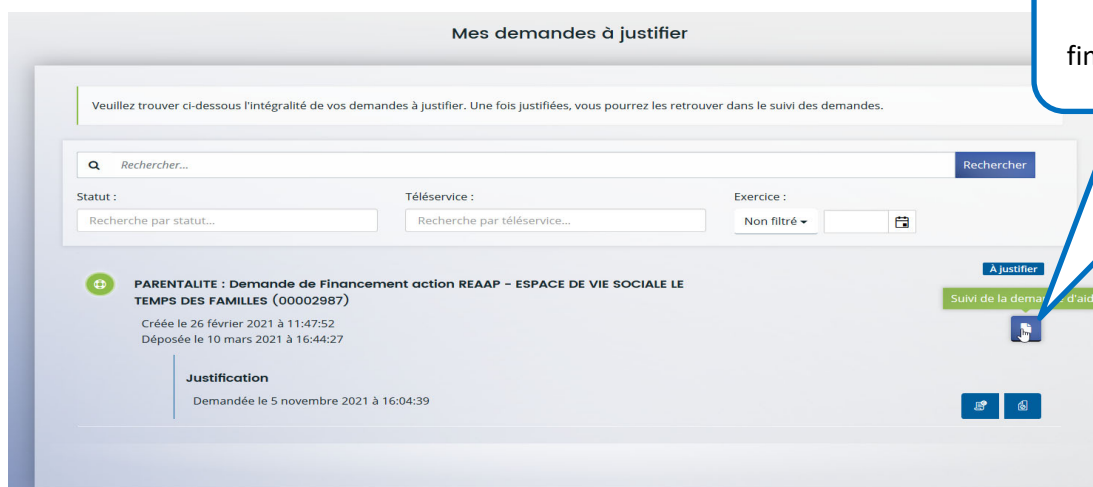 Mes demandes à justifier
fin
Veuillez trouver ci-dessous l'intégralité de vos demandes à justifier. Une fois justifiées, vous pourrez les retrouver dans le suivi des demandes.
Rechercher...
Rechercher
Statut :
Téléservice :
Exercice :
Recherche par statut...
Recherche par téléservice...
Non filtré
À justifier
PARENTALITE : Demande de Financement action REAAP - ESPACE DE VIE SOCIALE LE
TEMPS DES FAMILLES (00002987)
Suivi de la demande d'aid
Créée le 26 février 2021 à 11:47:52
Déposée le 10 mars 2021 à 16:44:27
Justification
Demandée le 5 novembre 2021 à 16:04:39